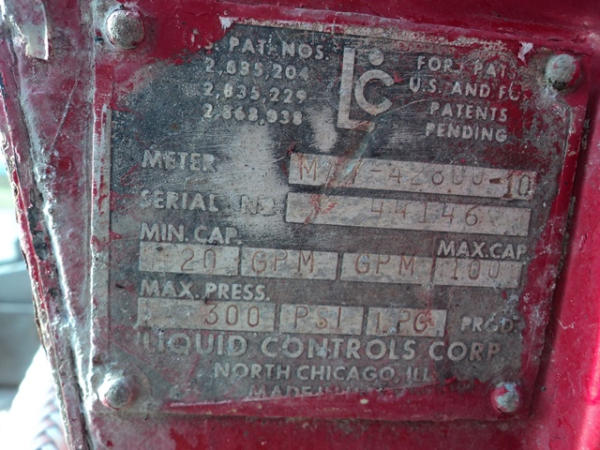 S. PAT. NOS.
2,835,204
2,835,229
2,868,938
LC
FOR.
U.S. AND
PATENTS
PENDING
METER -10
SERIAL NO 44146
MIN. CAP. MAX. CAP
20 GPM GPM 100
MAX. PRESS.
300 PSI LPG PROD.
LIQUID CONTROLS CORP
NORTH CHICAGO, ILL
MADE